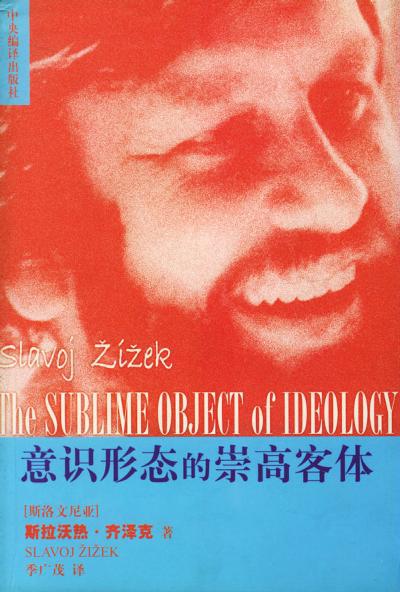 中央编译出版社
Slavoj Žižek
The SUBLIME OBJECT of IDEOLOGY
意识形态的崇高客体
[斯洛文尼亚]
斯拉沃热·齐泽克 著
SLAVOJ ŽIŽEK
季广茂 译